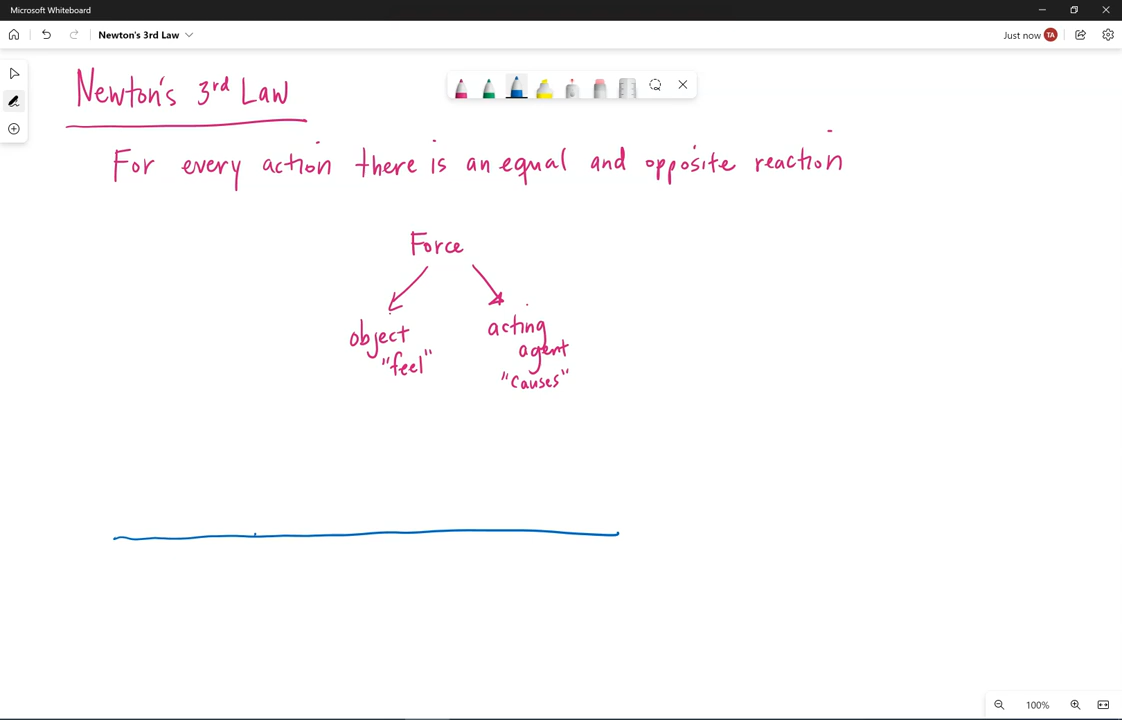 Microsoft Whiteboard
Newton's 3rd Law
Just now TA
Newton's 3rd Law
For every action there is an equal and opposite reaction
Force
object
"feel"
acting
agent
"causes"
100%